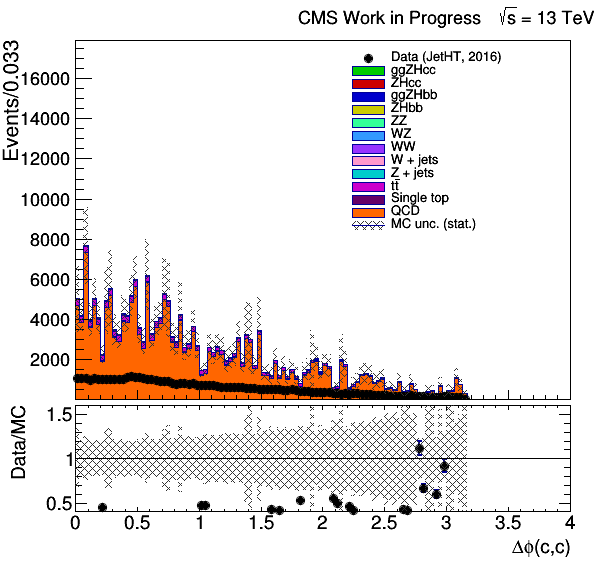 CMS Work in Progress √s = 13 TeV
Events/0.033
16000
14000
12000
10000
8000
6000
4000
2000
Data (JetHT, 2016)
ggZHcc
ZHcc
ggZHbb
ZHbb
ZZ
WZ
WW
W + jets
Z + jets
tt̄
Single top
QCD
MC unc. (stat.)
Data/MC
1.5
1
0.5
0 0.5 1 1.5 2 2.5 3 3.5 4
Δϕ(c,c)